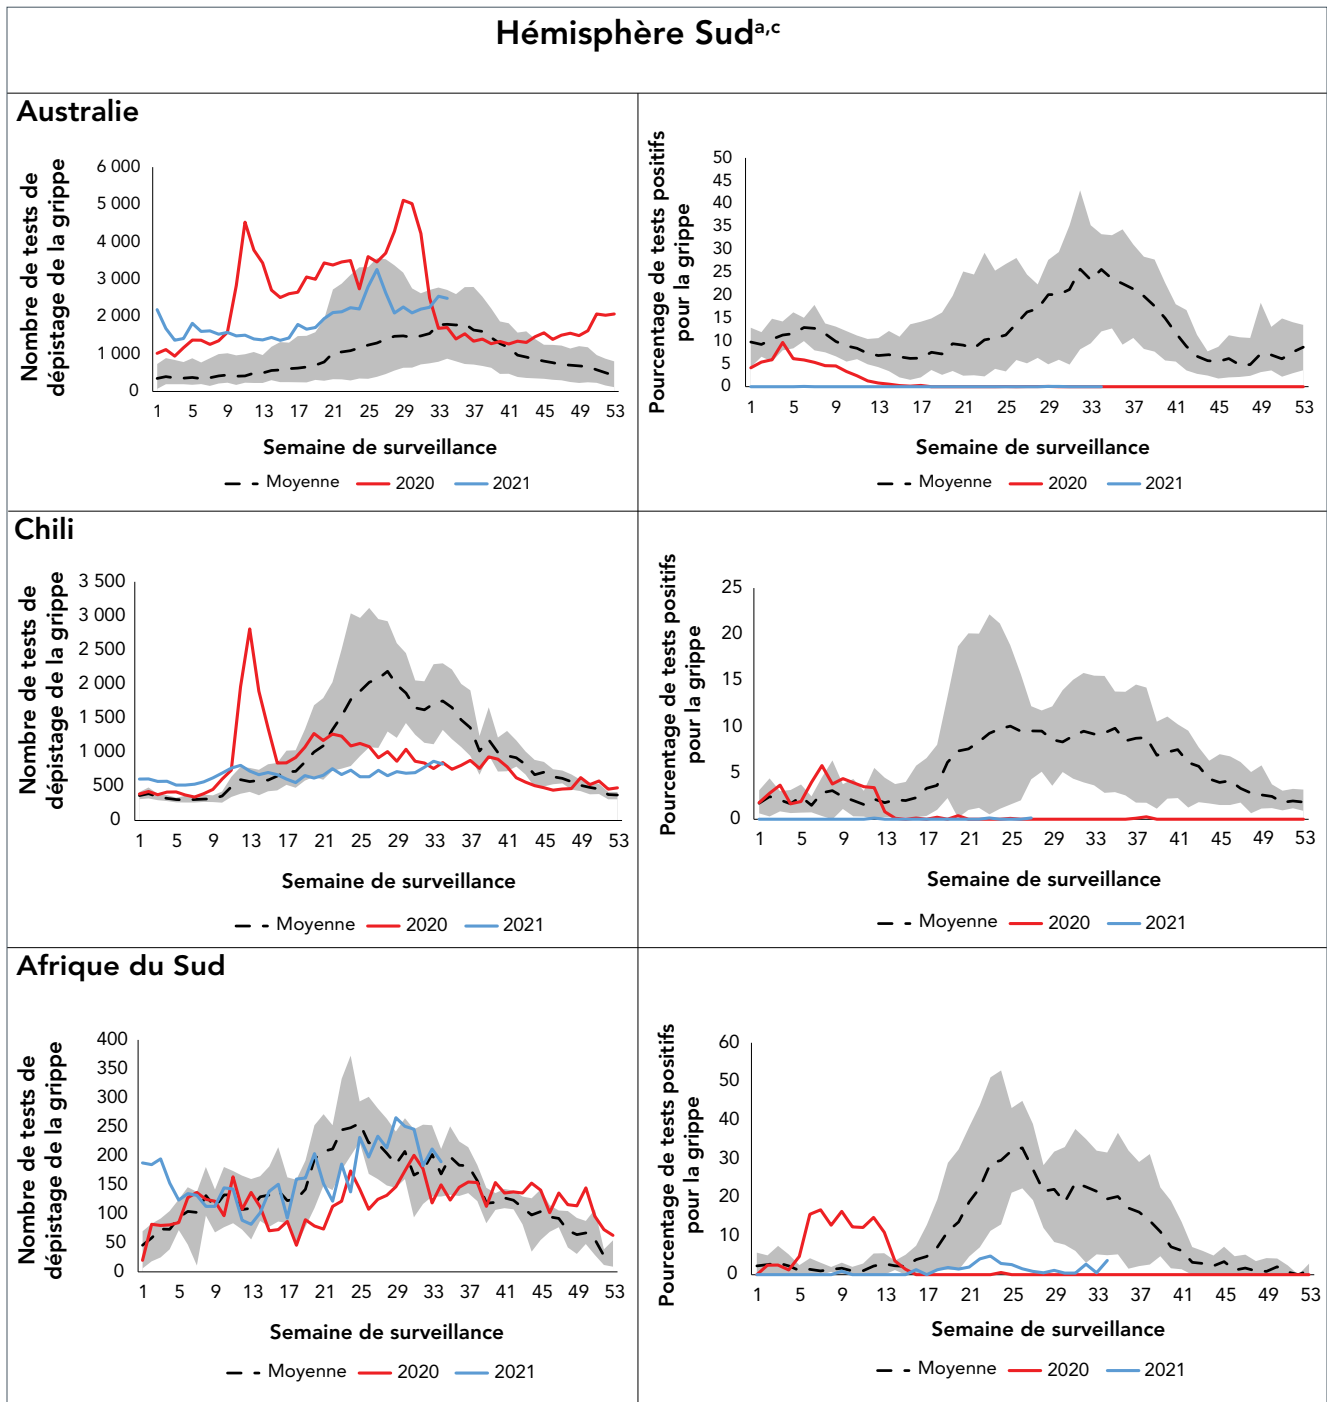 Hémisphère Sudᵃ,ᶜ
Australie
Nombre de tests de
dépistage de la grippe
6 000
5 000
4 000
3 000
2 000
1 000
0
1 5 9 13 17 21 25 29 33 37 41 45 49 53
Semaine de surveillance
Moyenne 2020 2021
Pourcentage de tests positifs
pour la grippe
50
45
40
35
30
25
20
15
10
5
0
1 5 9 13 17 21 25 29 33 37 41 45 49 53
Semaine de surveillance
Moyenne 2020 2021
Chili
Nombre de tests de
dépistage de la grippe
3 500
3 000
2 500
2 000
1 500
1 000
500
0
1 5 9 13 17 21 25 29 33 37 41 45 49 53
Semaine de surveillance
Moyenne 2020 2021
Pourcentage de tests positifs
pour la grippe
25
20
15
10
5
0
1 5 9 13 17 21 25 29 33 37 41 45 49 53
Semaine de surveillance
Moyenne 2020 2021
Afrique du Sud
Nombre de tests de
dépistage de la grippe
400
350
300
250
200
150
100
50
0
1 5 9 13 17 21 25 29 33 37 41 45 49 53
Semaine de surveillance
Moyenne 2020 2021
Pourcentage de tests positifs
pour la grippe
60
50
40
30
20
10
0
1 5 9 13 17 21 25 29 33 37 41 45 49 53
Semaine de surveillance
Moyenne 2020 2021